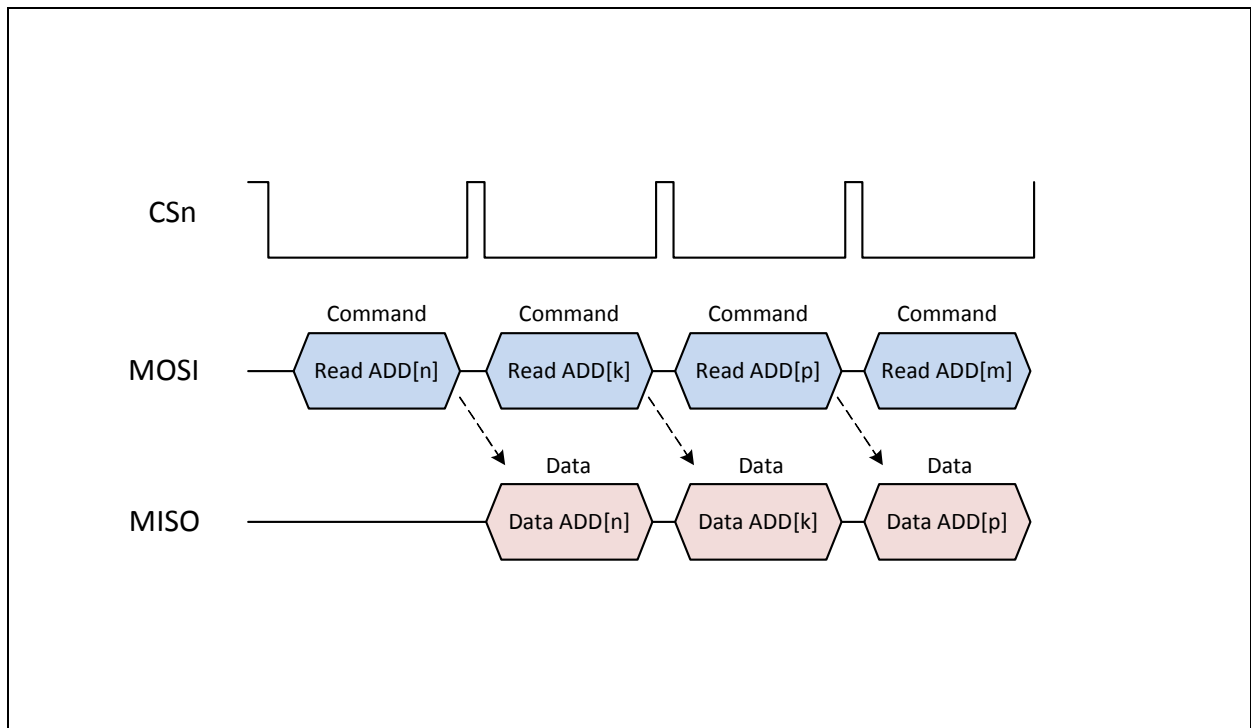 CSn
Command Command Command Command
MOSI Read ADD[n] Read ADD[k] Read ADD[p] Read ADD[m]
Data Data Data
MISO Data ADD[n] Data ADD[k] Data ADD[p]